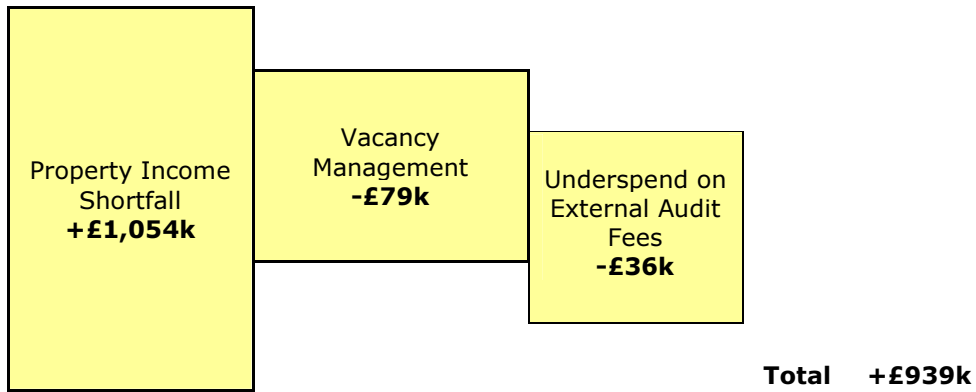 Property Income
Shortfall
+£1,054k
Vacancy
Management
-£79k
Underspend on
External Audit
Fees
-£36k
Total +£939k